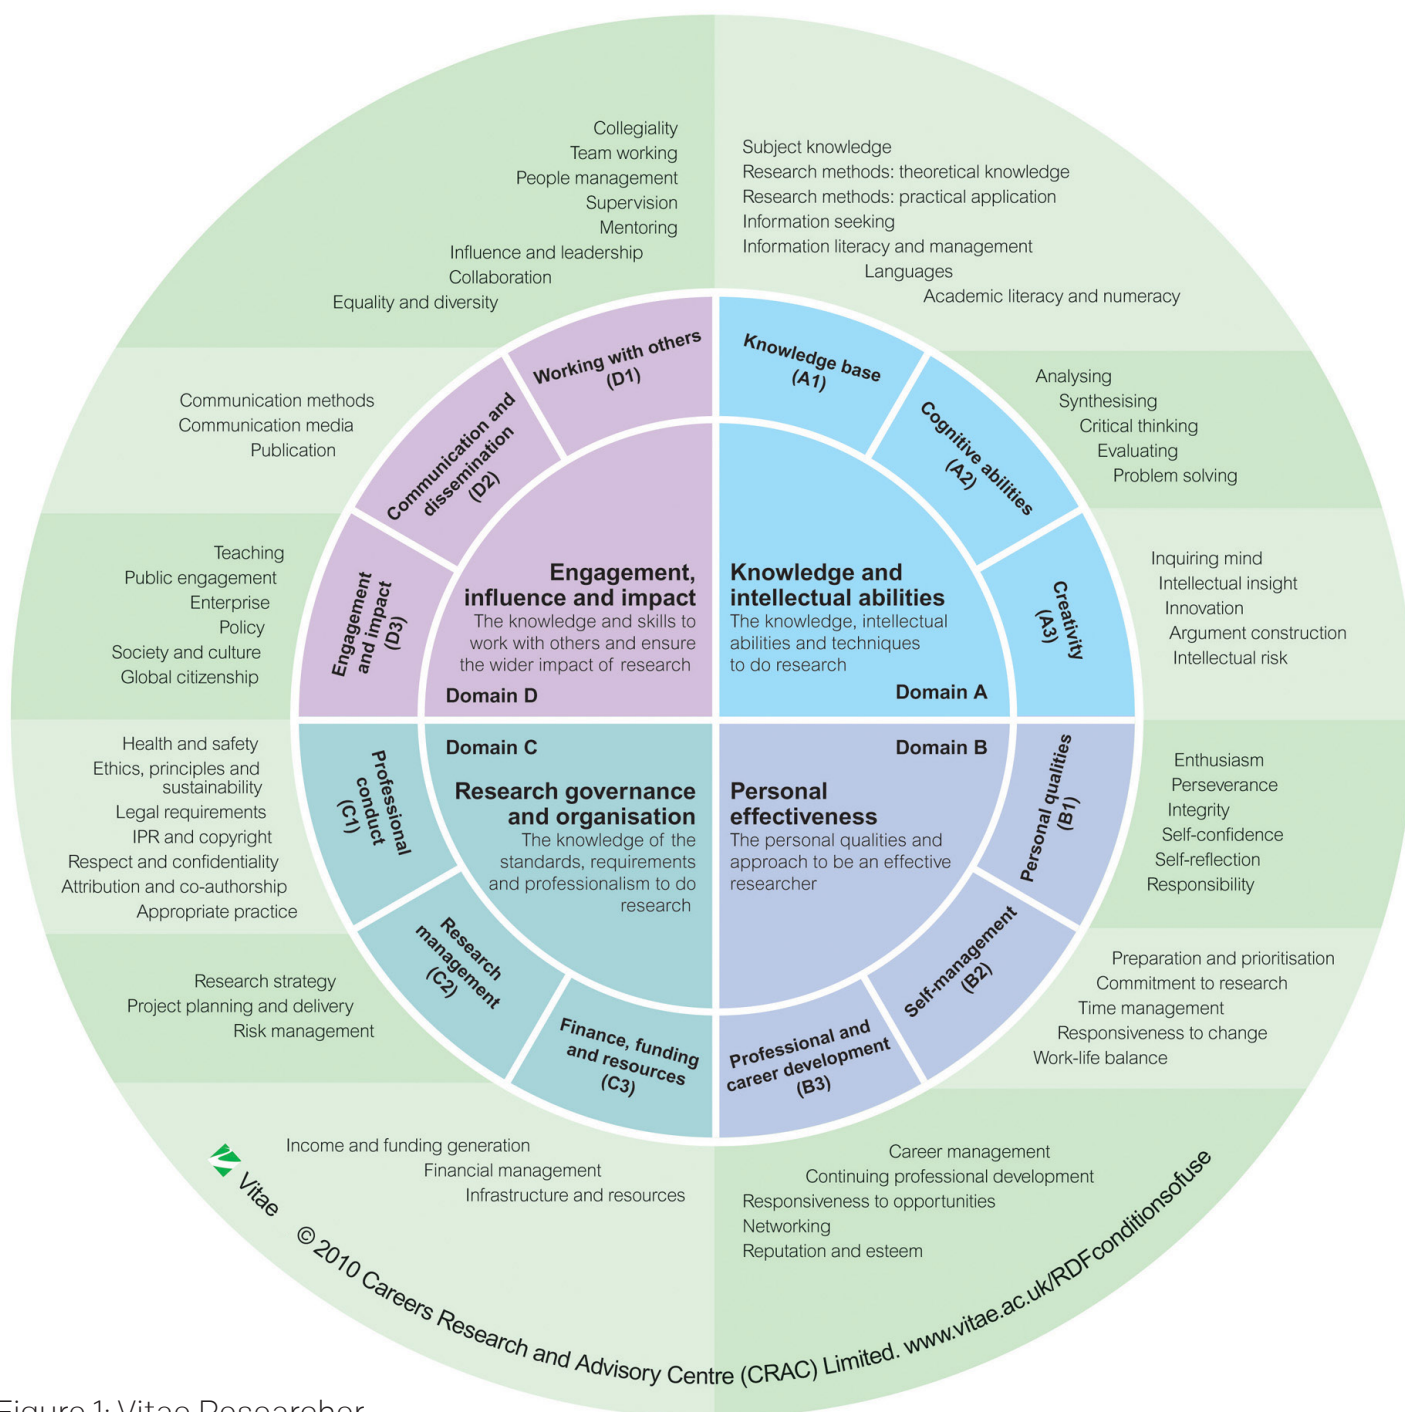 Collegiality
Team working
People management
Supervision
Mentoring
Influence and leadership
Collaboration
Equality and diversity
Subject knowledge
Research methods: theoretical knowledge
Research methods: practical application
Information seeking
Information literacy and management
Languages
Academic literacy and numeracy
Working with others
(D1)
Knowledge base
(A1)
Communication methods
Communication media
Publication
Communication and
dissemination
(D2)
Cognitive abilities
(A2)
Analysing
Synthesising
Critical thinking
Evaluating
Problem solving
Teaching
Public engagement
Enterprise
Policy
Society and culture
Global citizenship
Engagement
and impact
(D3)
Engagement,
influence and impact
The knowledge and skills to
work with others and ensure
the wider impact of research
Domain D
Knowledge and
intellectual abilities
The knowledge, intellectual
abilities and techniques
to do research
Domain A
Creativity
(A3)
Inquiring mind
Intellectual insight
Innovation
Argument construction
Intellectual risk
Health and safety
Ethics, principles and
sustainability
Legal requirements
IPR and copyright
Respect and confidentiality
Attribution and co-authorship
Appropriate practice
Professional
conduct
(C1)
Domain C
Research governance
and organisation
The knowledge of the
standards, requirements
and professionalism to do
research
Domain B
Personal
effectiveness
The personal qualities and
approach to be an effective
researcher
Personal qualities
(B1)
Enthusiasm
Perseverance
Integrity
Self-confidence
Self-reflection
Responsibility
Research strategy
Project planning and delivery
Risk management
Research
management
(C2)
Self-management
(B2)
Preparation and prioritisation
Commitment to research
Time management
Responsiveness to change
Work-life balance
Finance, funding
and resources
(C3)
Professional and
career development
(B3)
Income and funding generation
Financial management
Infrastructure and resources
Career management
Continuing professional development
Responsiveness to opportunities
Networking
Reputation and esteem
Vitae © 2010 Careers Research and Advisory Centre (CRAC) Limited. www.vitae.ac.uk/RDFconditionsofuse
Figure 1: Vitae Researcher